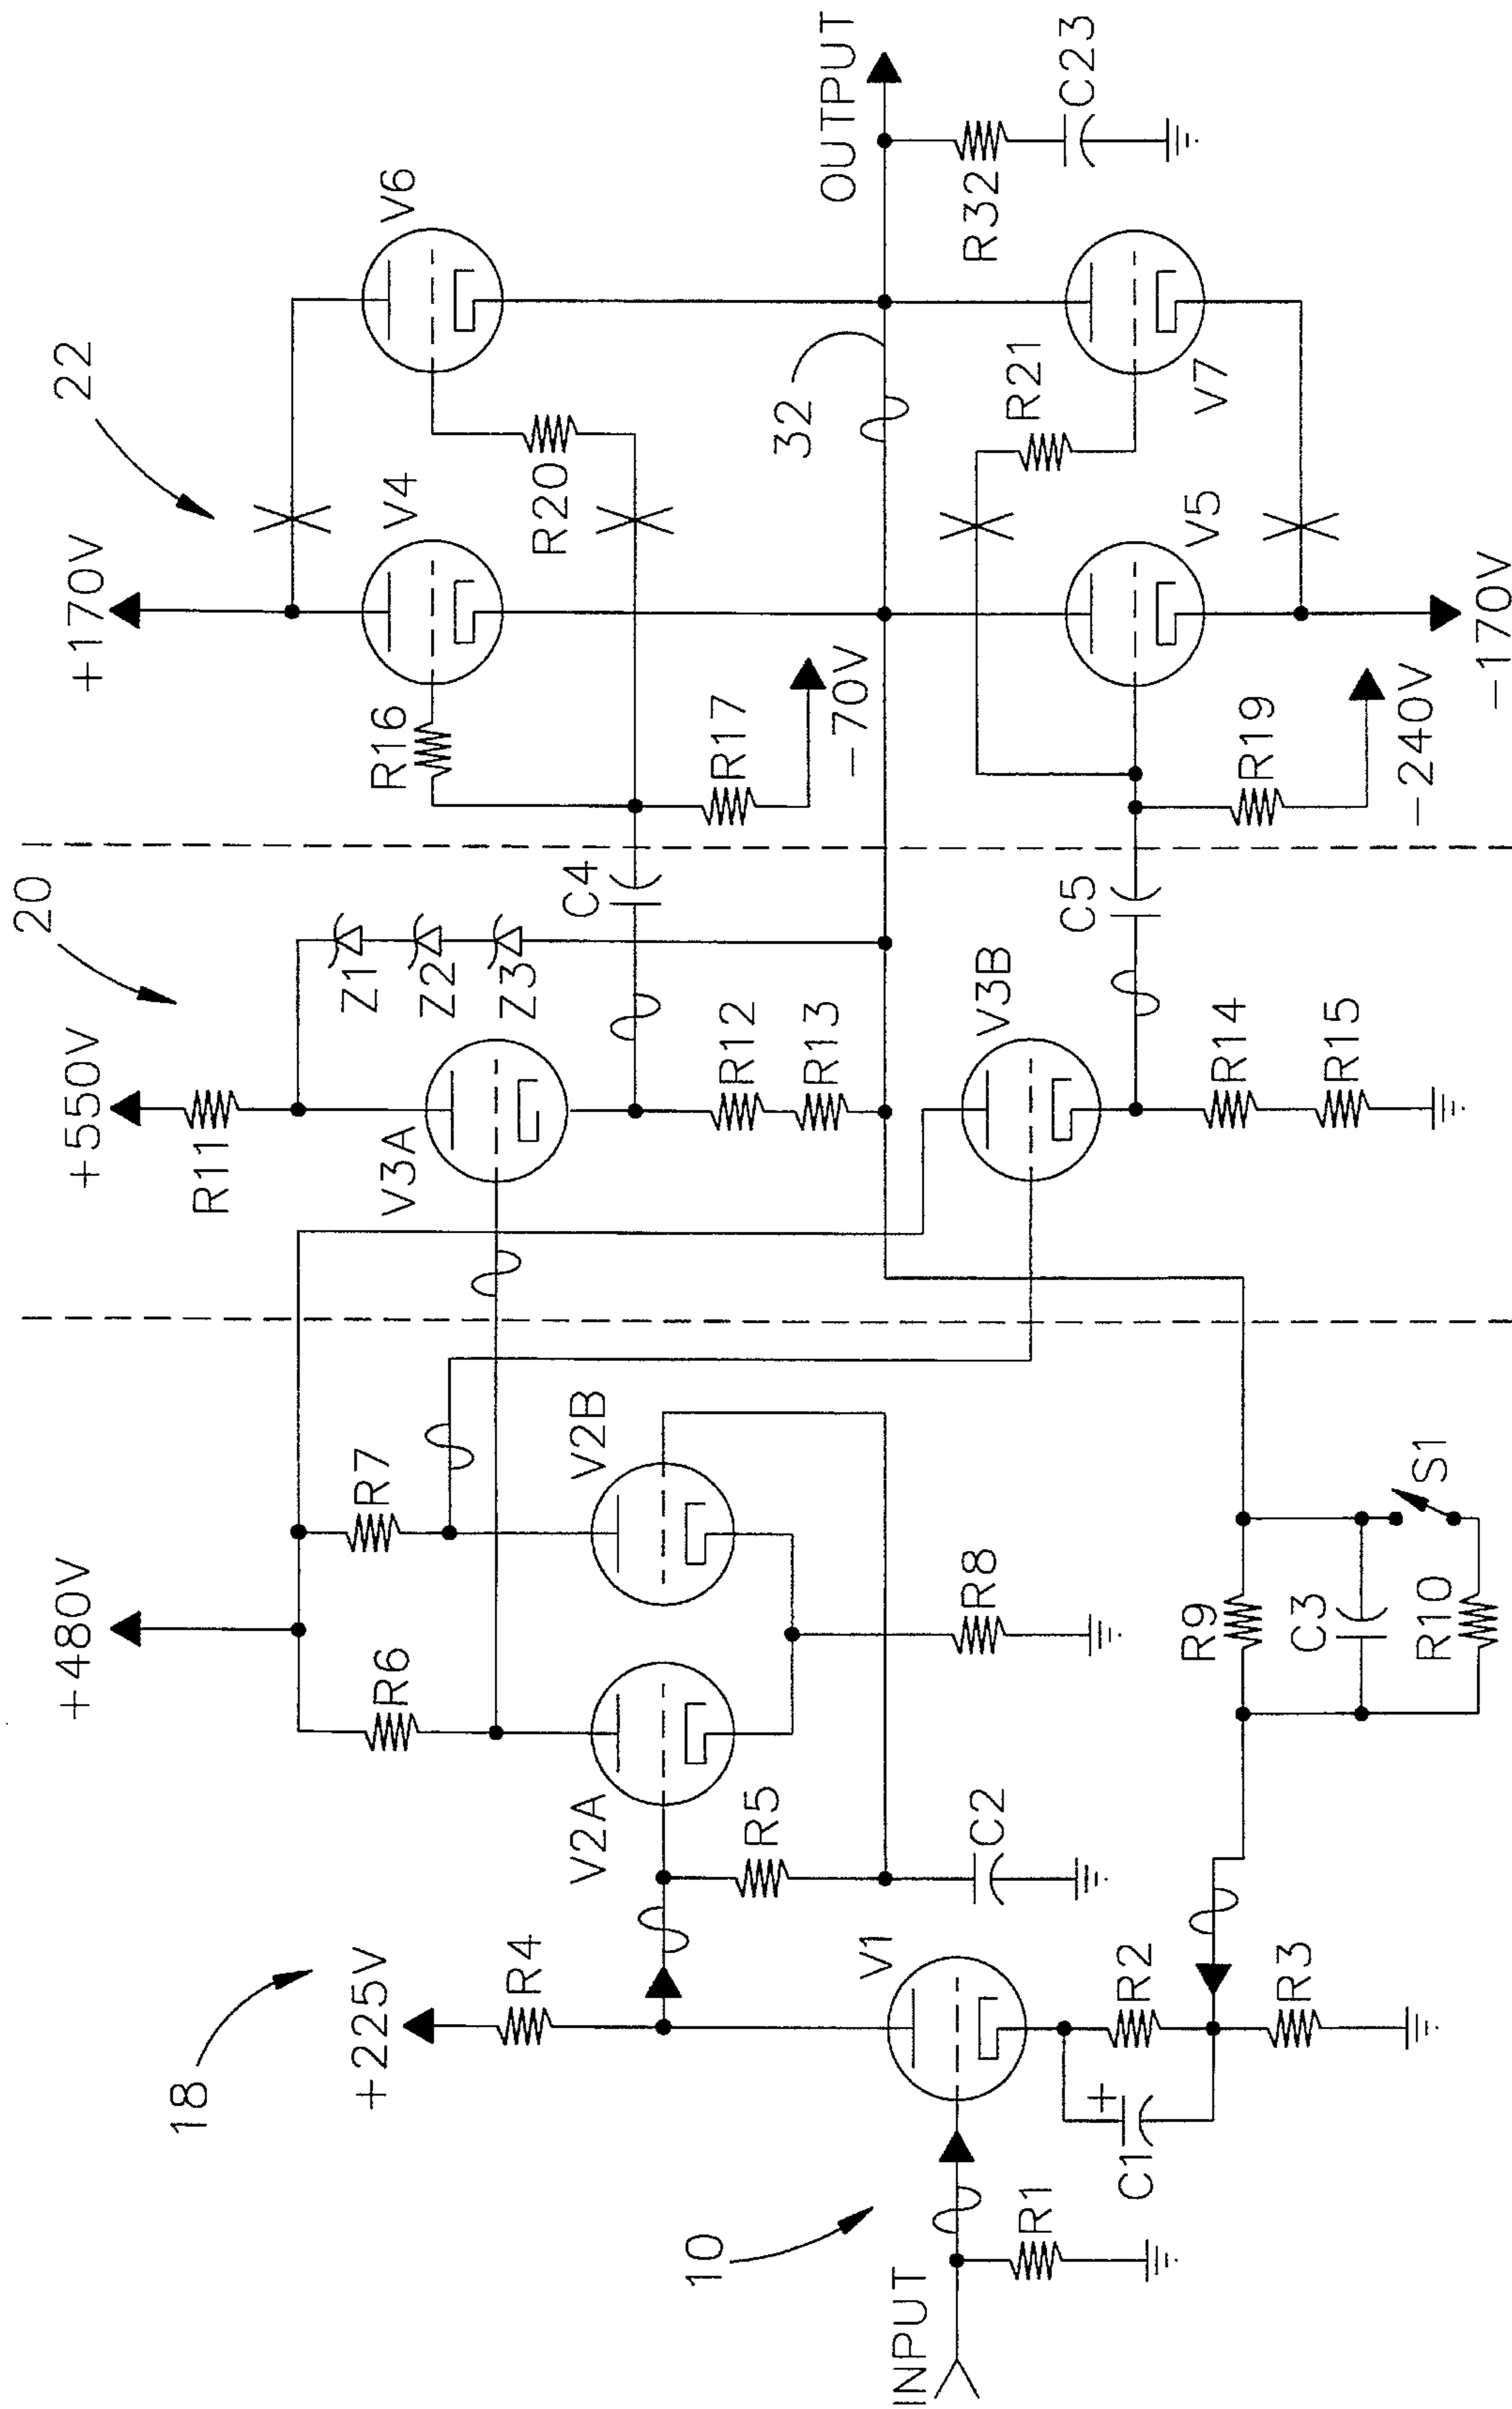 18
+225V
R4
+480V
R6
R7
+550V
R11
20
Z1
Z2
Z3
+170V
22
V2A
V2B
R5
R8
C2
V3A
C4
R12
R13
R16
V4
V6
R20
R17
-70V
32
OUTPUT
R32
C23
10
INPUT
R1
V1
C1
+
R2
R3
R9
C3
R10
S1
V3B
C5
R14
R15
R19
-240V
R21
V5
V7
-170V